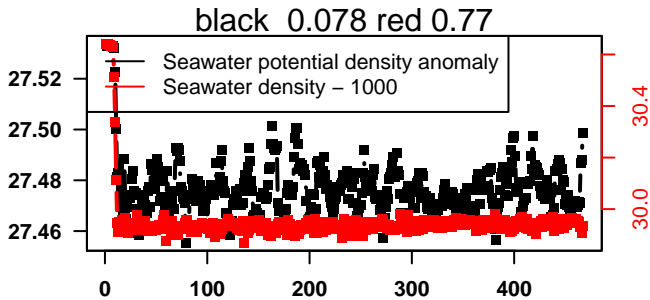 black 0.078 red 0.77
Seawater potential density anomaly
Seawater density − 1000
27.52
27.50
27.48
27.46
30.4
30.0
0 100 200 300 400